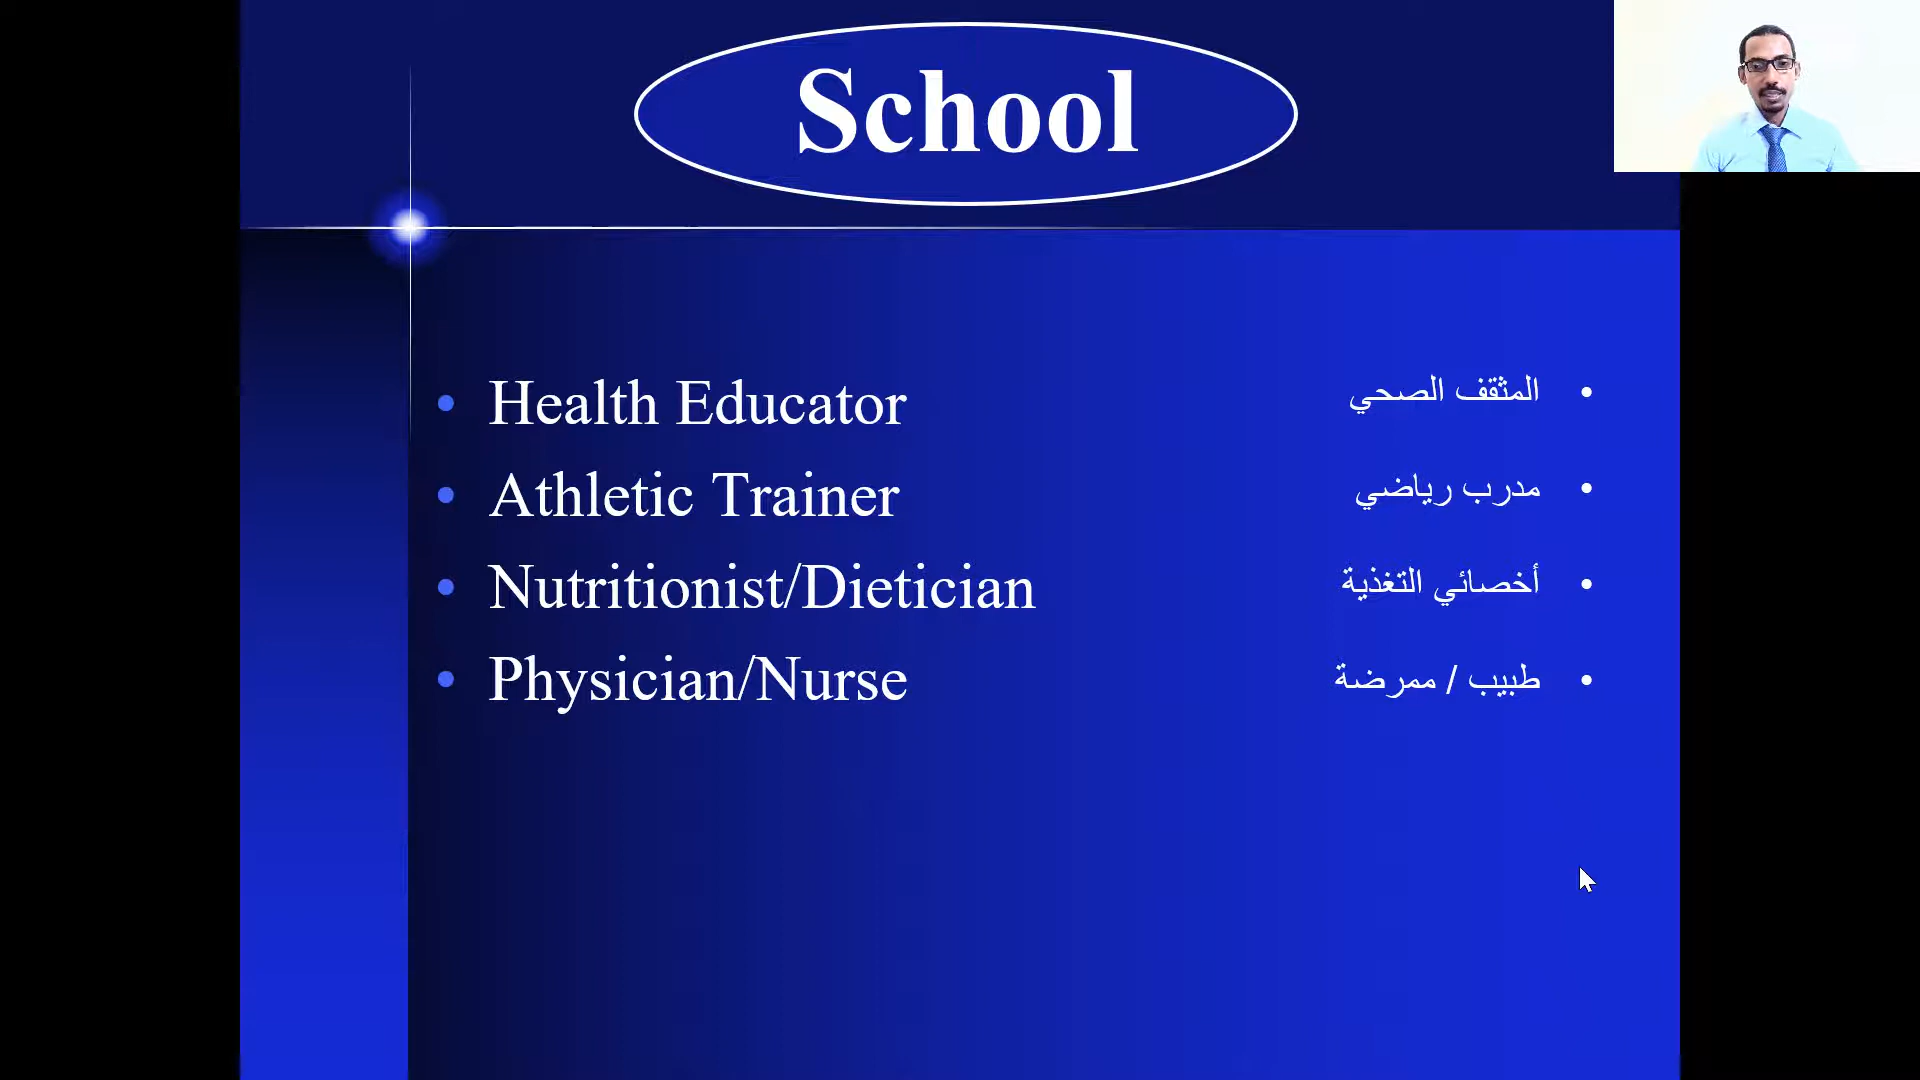 School
Health Educator
Athletic Trainer
Nutritionist/Dietician
Physician/Nurse
المثقف الصحي
مدرب رياضي
أخصائي التغذية
طبيب / ممرضة